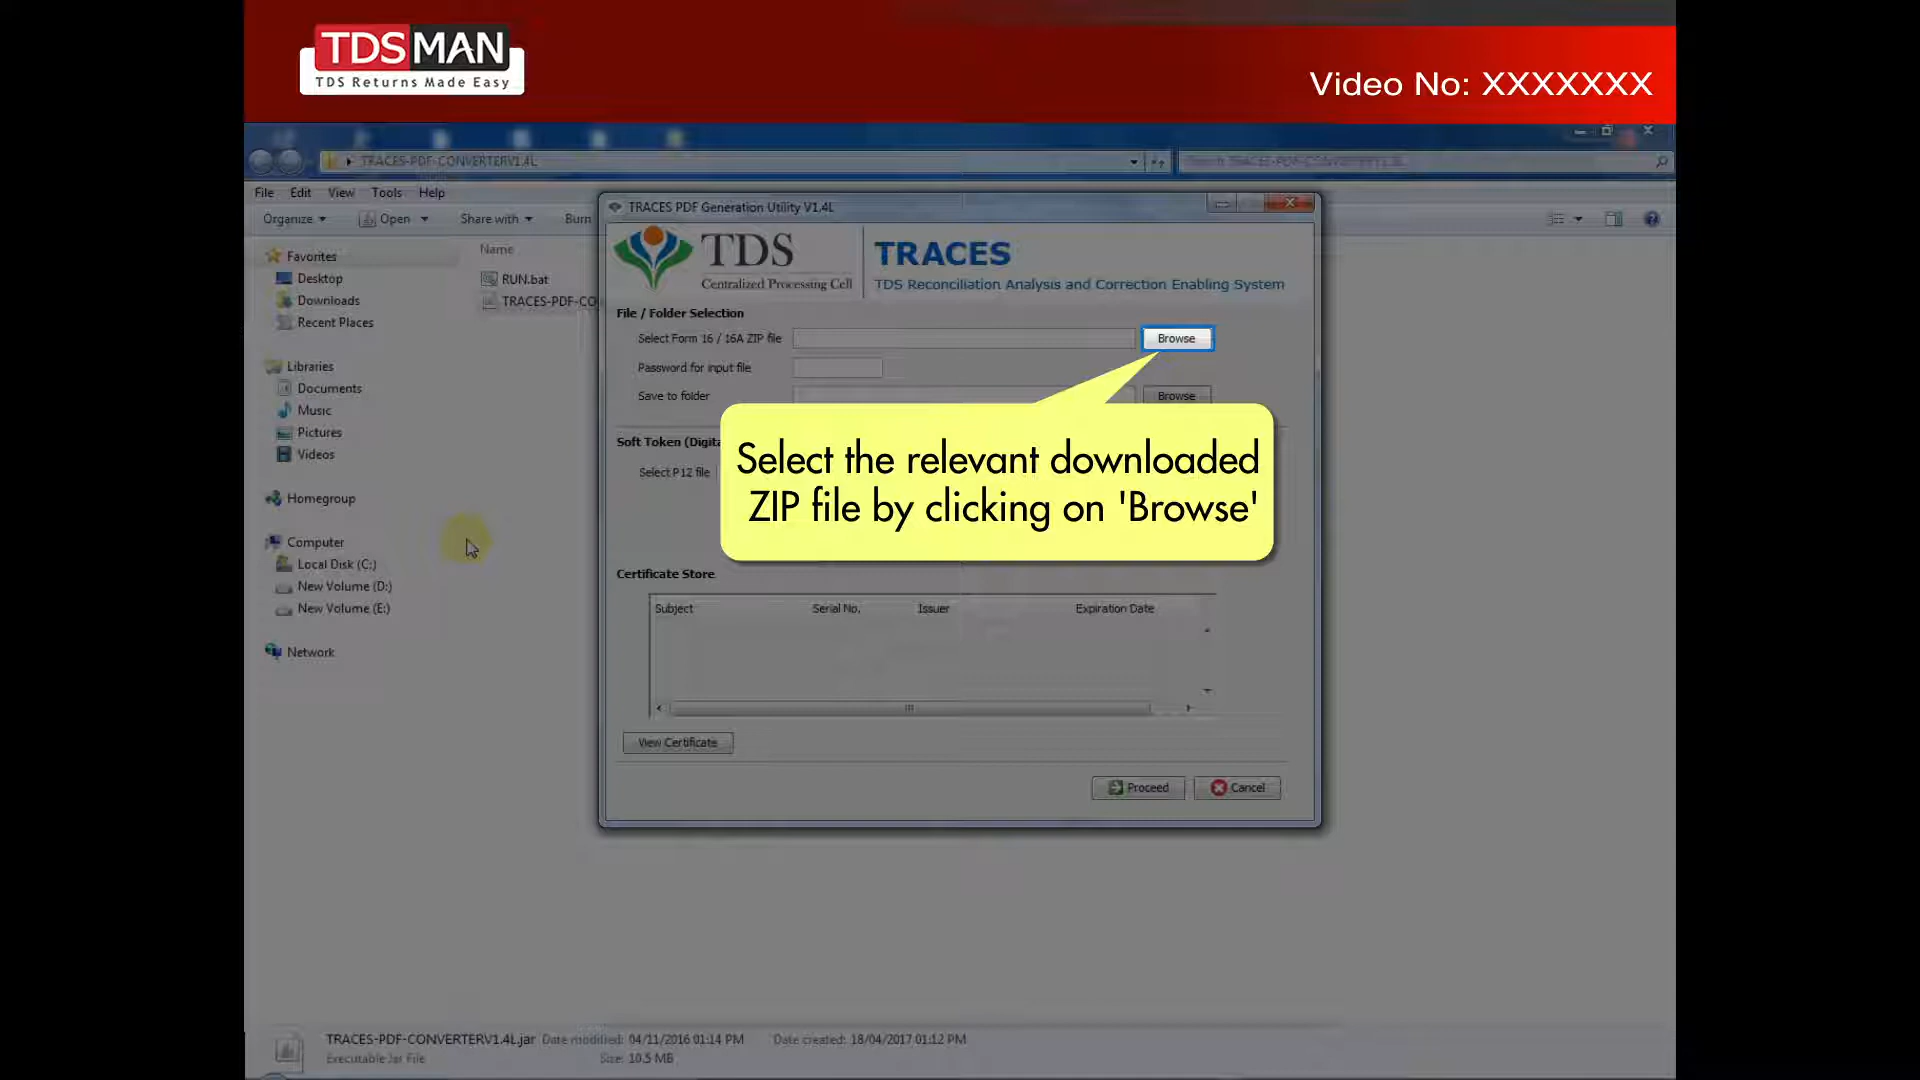 TDSMAN
TDS Returns Made Easy
Video No: XXXXXXX
TRACES-PDF-CONVERTERV1.4L
Search TRACES-PDF-CONVERTERV1.4L
File Edit View Tools Help
Organize Open Share with Burn
Favorites
Desktop
Downloads
Recent Places
Libraries
Documents
Music
Pictures
Videos
Homegroup
Computer
Local Disk (C:)
New Volume (D:)
New Volume (E:)
Network
Name
RUN.bat
TRACES-PDF-CO
TRACES PDF Generation Utility V1.4L
TDS
Centralized Processing Cell
TRACES
TDS Reconciliation Analysis and Correction Enabling System
File / Folder Selection
Select Form 16 / 16A ZIP file Browse
Password for input file
Save to folder Browse
Soft Token (Digita
Select P12 file
Select the relevant downloaded
ZIP file by clicking on 'Browse'
Certificate Store
Subject Serial No. Issuer Expiration Date
View Certificate
Proceed Cancel
TRACES-PDF-CONVERTERV1.4L.jar Date modified: 04/11/2016 01:14 PM Date created: 18/04/2017 01:12 PM
Executable Jar File Size: 10.5 MB